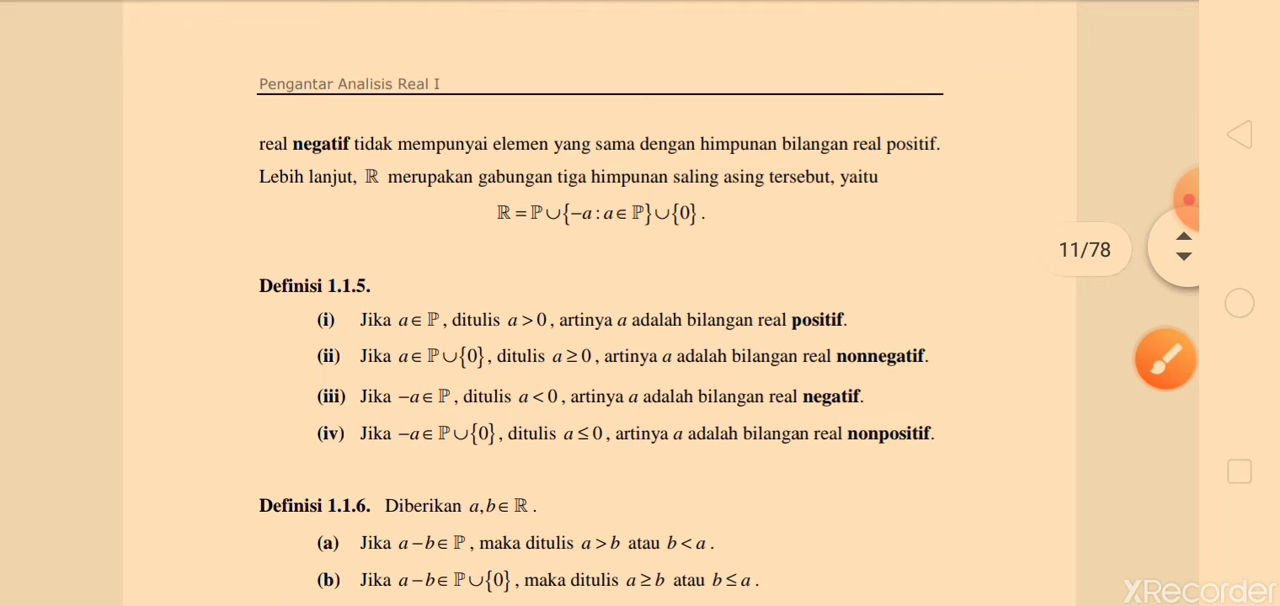 Pengantar Analisis Real I
real negatif tidak mempunyai elemen yang sama dengan himpunan bilangan real positif.
Lebih lanjut, ℝ merupakan gabungan tiga himpunan saling asing tersebut, yaitu
ℝ = ℙ ∪ {−a : a ∈ ℙ} ∪ {0} .
11/78
Definisi 1.1.5.
(i) Jika a ∈ ℙ , ditulis a > 0 , artinya a adalah bilangan real positif.
(ii) Jika a ∈ ℙ ∪ {0} , ditulis a ≥ 0 , artinya a adalah bilangan real nonnegatif.
(iii) Jika −a ∈ ℙ , ditulis a < 0 , artinya a adalah bilangan real negatif.
(iv) Jika −a ∈ ℙ ∪ {0} , ditulis a ≤ 0 , artinya a adalah bilangan real nonpositif.
Definisi 1.1.6. Diberikan a, b ∈ ℝ .
(a) Jika a − b ∈ ℙ , maka ditulis a > b atau b < a .
(b) Jika a − b ∈ ℙ ∪ {0} , maka ditulis a ≥ b atau b ≤ a .
XRecorder